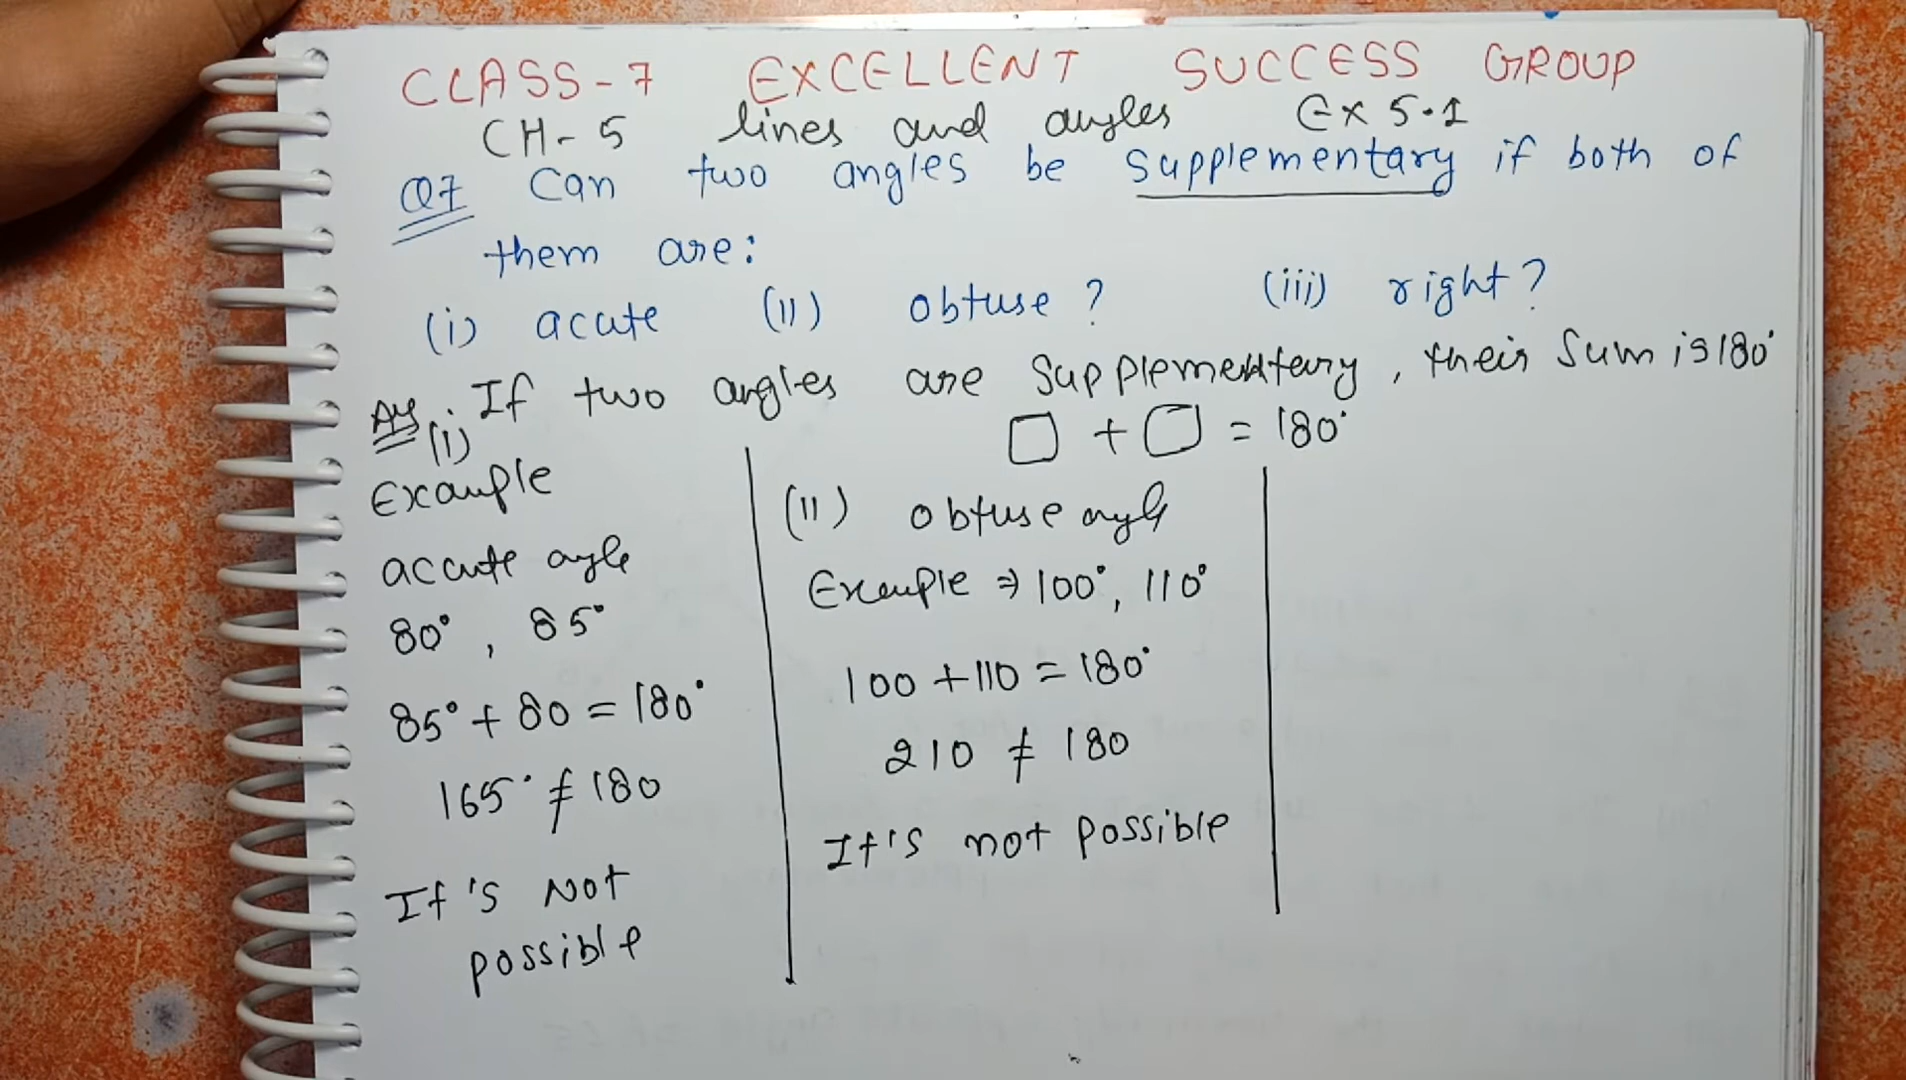 CLASS-7 EXCELLENT SUCCESS GROUP
CH-5 lines and angles Ex 5.1
Q7 Can two angles be supplementary if both of
them are:
(i) acute (ii) obtuse? (iii) right?
Ans. If two angles are Supplementary, their Sum is 180°
□ + □ = 180°
(i)
Example
acute angle
80°, 85°
85° + 80 = 180°
165° ≠ 180
It's Not
possible
(ii) obtuse angle
Example ⇒ 100°, 110°
100 + 110 = 180°
210 ≠ 180
It's not possible